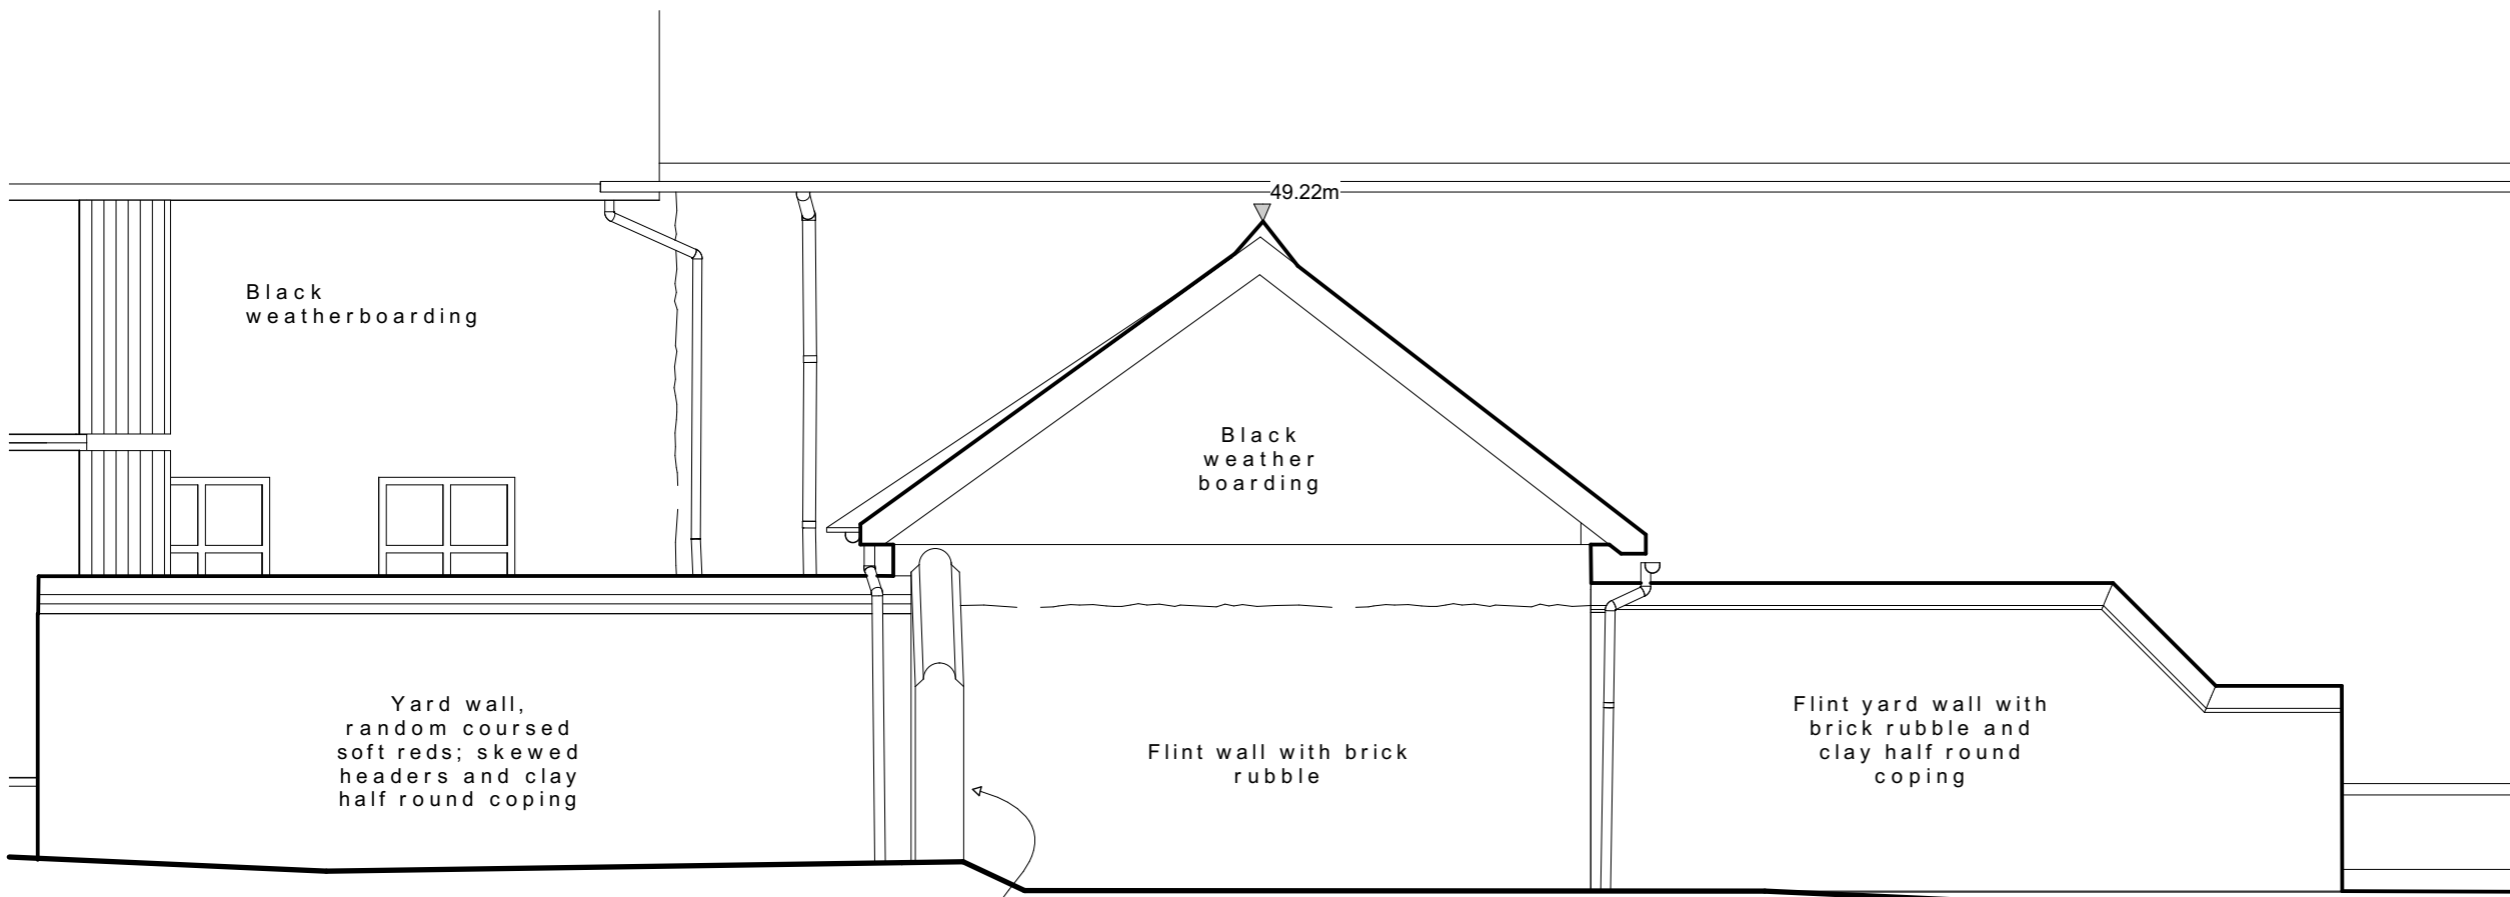 49.22m
Black
weatherboarding
Black
weather
boarding
Yard wall,
random coursed
soft reds; skewed
headers and clay
half round coping
Flint wall with brick
rubble
Flint yard wall with
brick rubble and
clay half round
coping